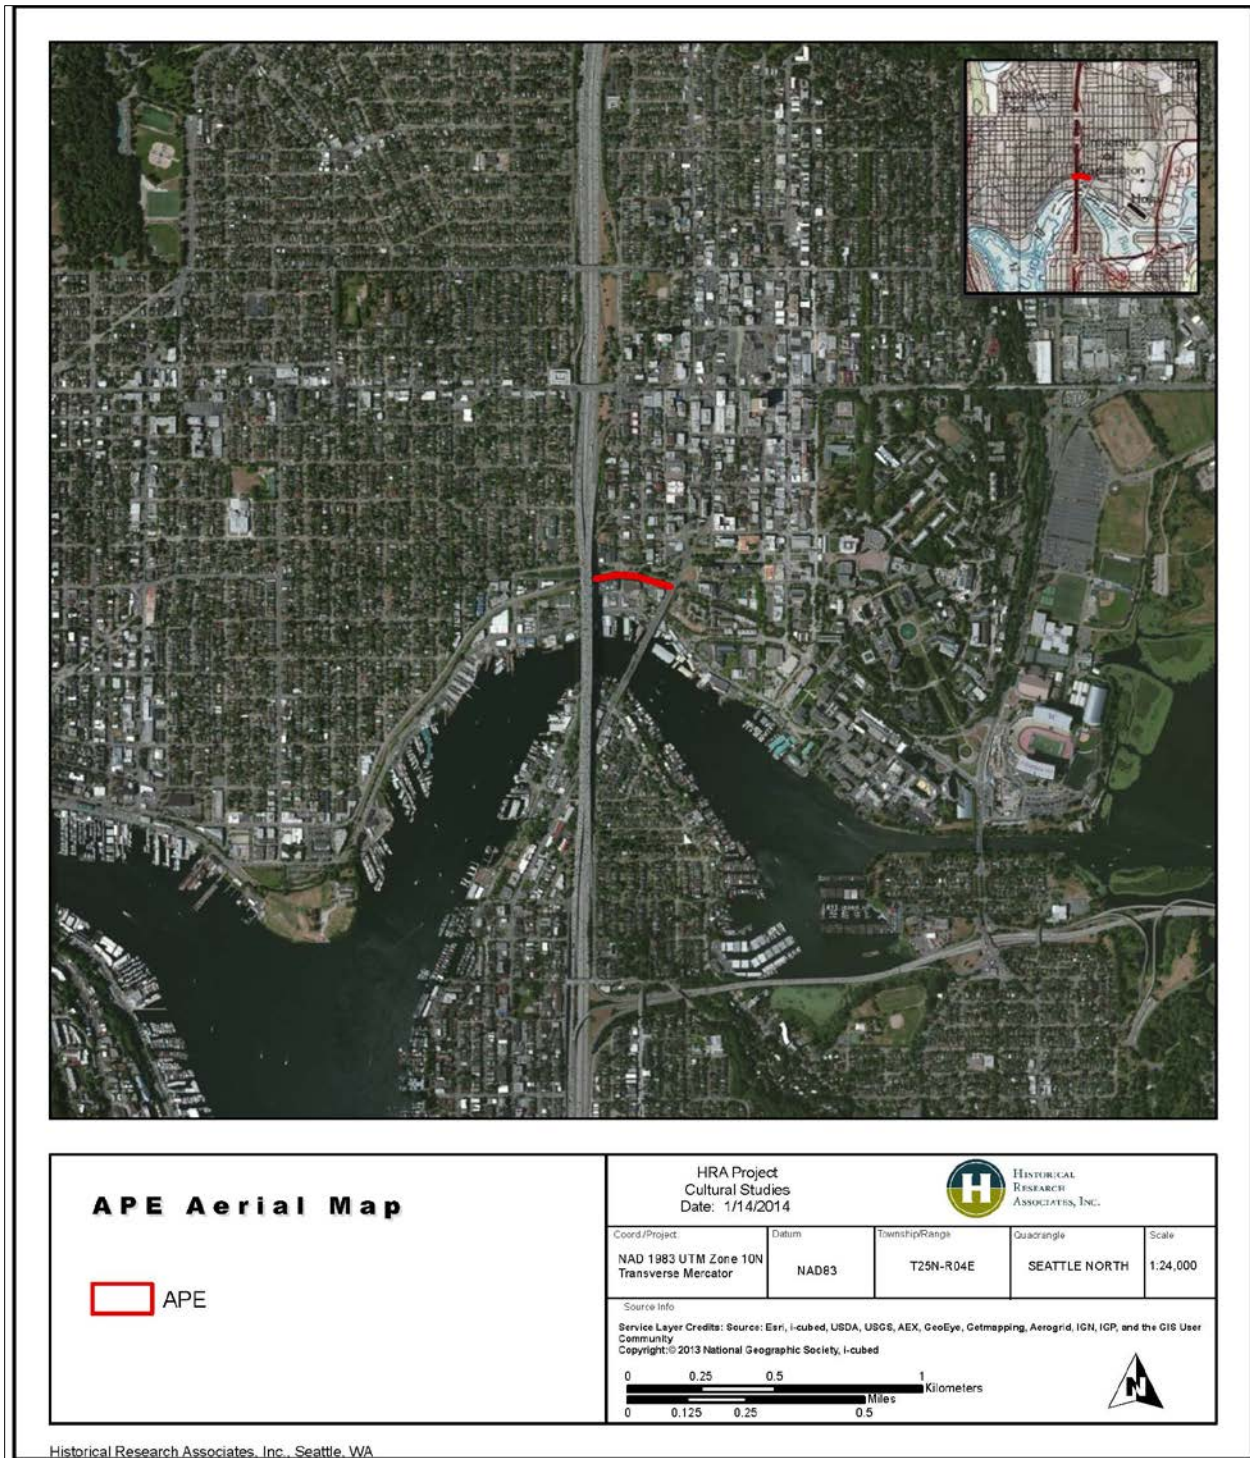 University
of
Washington
513
APE Aerial Map
APE
HRA Project
Cultural Studies
Date: 1/14/2014
H
HISTORICAL
RESEARCH
ASSOCIATES, INC.
Coord./Project
NAD 1983 UTM Zone 10N
Transverse Mercator
Datum
NAD83
Township/Range
T25N-R04E
Quadrangle
SEATTLE NORTH
Scale
1:24,000
Source Info
Service Layer Credits: Source: Esri, i-cubed, USDA, USGS, AEX, GeoEye, Getmapping, Aerogrid, IGN, IGP, and the GIS User
Community
Copyright:© 2013 National Geographic Society, i-cubed
0 0.25 0.5 1
Kilometers
Miles
0 0.125 0.25 0.5
N
Historical Research Associates, Inc., Seattle, WA